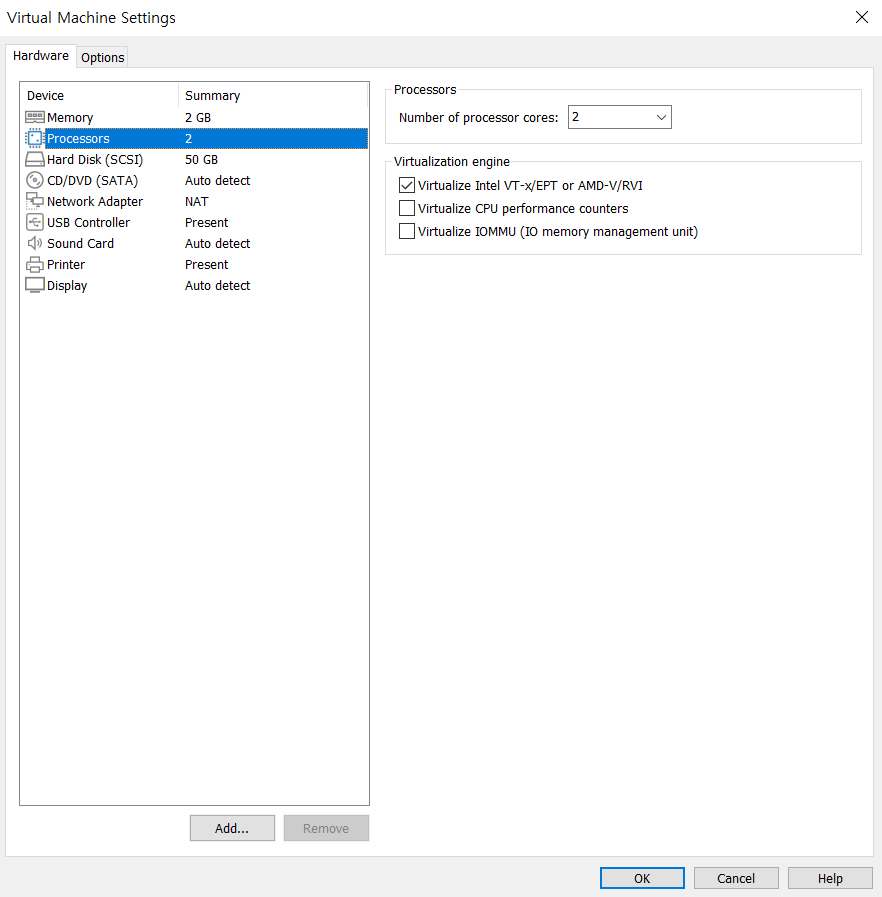 Virtual Machine Settings
Hardware Options
Device Summary
Memory 2 GB
Processors 2
Hard Disk (SCSI) 50 GB
CD/DVD (SATA) Auto detect
Network Adapter NAT
USB Controller Present
Sound Card Auto detect
Printer Present
Display Auto detect
Add... Remove
Processors
Number of processor cores: 2
Virtualization engine
Virtualize Intel VT-x/EPT or AMD-V/RVI
Virtualize CPU performance counters
Virtualize IOMMU (IO memory management unit)
OK Cancel Help